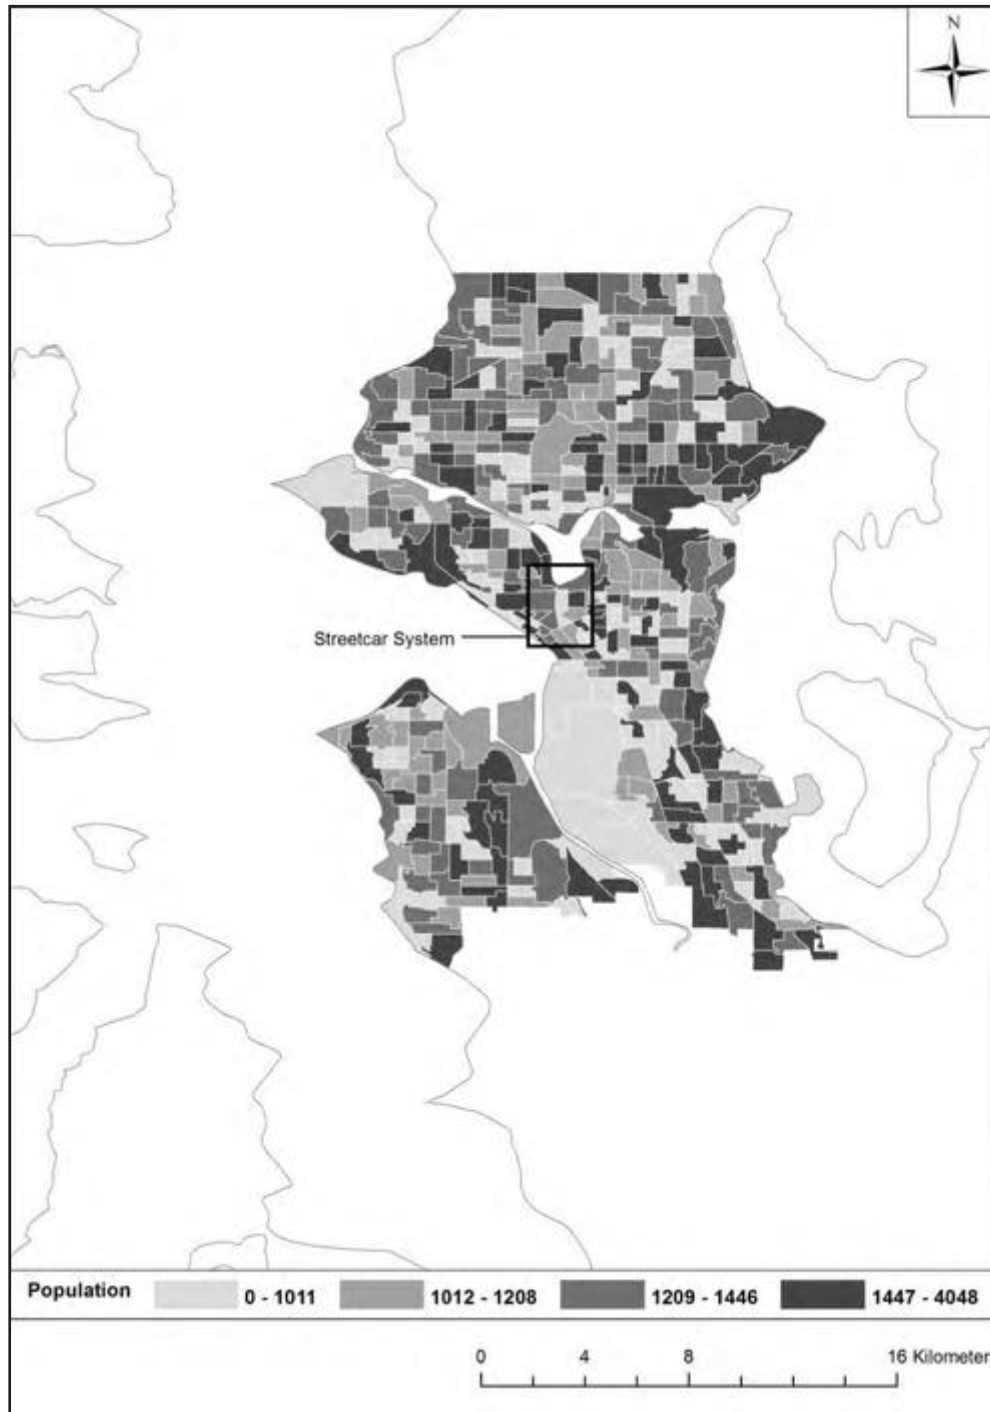 N
Streetcar System
Population
0 - 1011
1012 - 1208
1209 - 1446
1447 - 4048
0 4 8 16 Kilometer